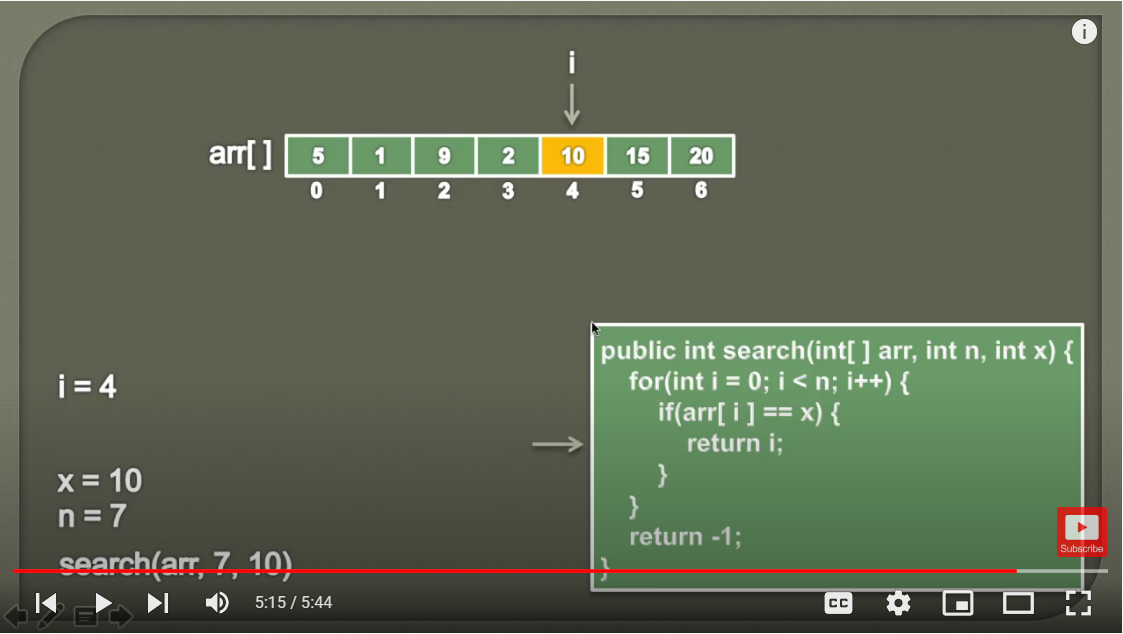 i
arr[ ] 5 1 9 2 10 15 20
0 1 2 3 4 5 6
i = 4
x = 10
n = 7
search(arr, 7, 10)
public int search(int[ ] arr, int n, int x) {
for(int i = 0; i < n; i++) {
if(arr[ i ] == x) {
return i;
}
}
return -1;
}
Subscribe
5:15 / 5:44
CC